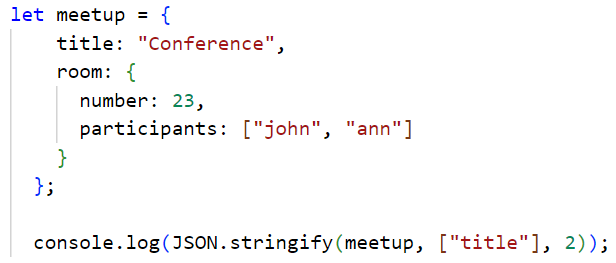 let meetup = {
title: "Conference",
room: {
number: 23,
participants: ["john", "ann"]
}
};
console.log(JSON.stringify(meetup, ["title"], 2));